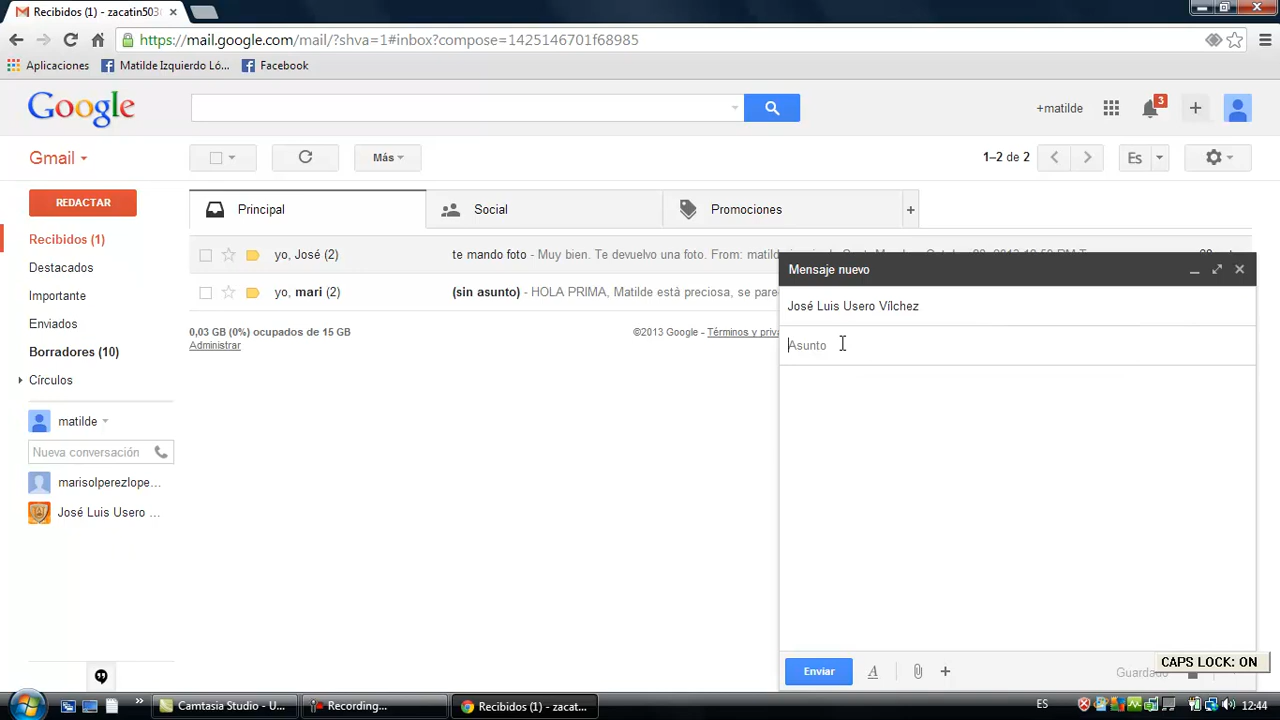 Recibidos (1) - zacatin503
https://mail.google.com/mail/?shva=1#inbox?compose=1425146701f68985
Aplicaciones Matilde Izquierdo Ló... Facebook
Google +matilde 3
Gmail Más 1–2 de 2 Es
REDACTAR
Principal Social Promociones +
Recibidos (1)
Destacados
Importante
Enviados
Borradores (10)
Círculos
matilde
Nueva conversación
marisolperezlope...
José Luis Usero ...
yo, José (2) te mando foto - Muy bien. Te devuelvo una foto. From:
yo, mari (2) (sin asunto) - HOLA PRIMA, Matilde està preciosa, se pare
0,03 GB (0%) ocupados de 15 GB ©2013 Google - Términos y priva
Administrar
Mensaje nuevo
José Luis Usero Vílchez
Asunto
Enviar A Guardado
CAPS LOCK: ON
Camtasia Studio - U... Recording... Recibidos (1) - zacatin5... ES 12:44